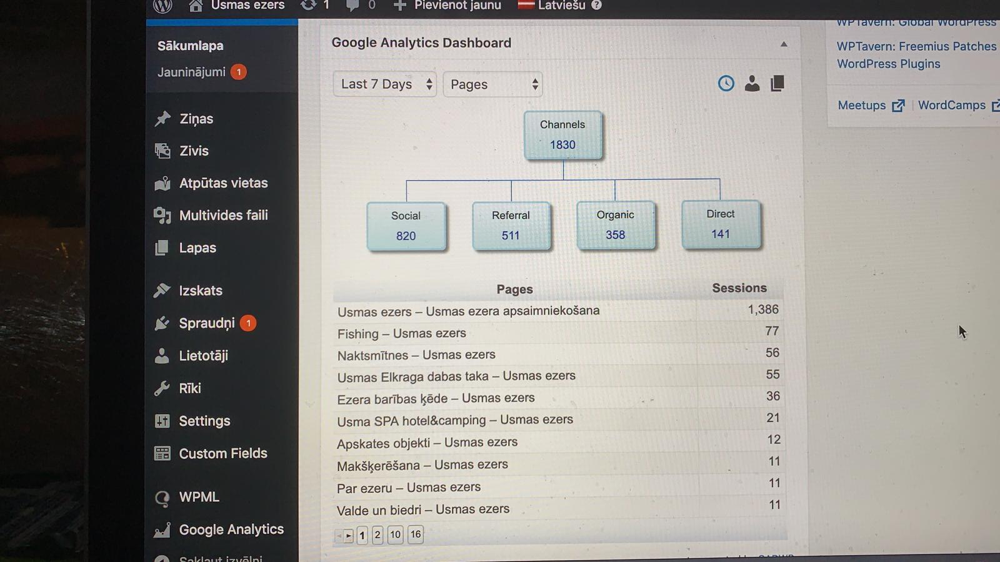 Usmas ezers 1 0 + Pievienot jaunu Latviešu ?
Sākumlapa
Jauninājumi 1
Ziņas
Zivis
Atpūtas vietas
Multivides faili
Lapas
Izskats
Spraudņi 1
Lietotāji
Rīki
Settings
Custom Fields
WPML
Google Analytics
Sakļaut izvēlni
Google Analytics Dashboard
Last 7 Days Pages
Channels
1830
Social
820
Referral
511
Organic
358
Direct
141
Pages Sessions
Usmas ezers – Usmas ezera apsaimniekošana 1,386
Fishing – Usmas ezers 77
Naktsmītnes – Usmas ezers 56
Usmas Elkraga dabas taka – Usmas ezers 55
Ezera barības ķēde – Usmas ezers 36
Usma SPA hotel&camping – Usmas ezers 21
Apskates objekti – Usmas ezers 12
Makšķerēšana – Usmas ezers 11
Par ezeru – Usmas ezers 11
Valde un biedri – Usmas ezers 11
1 2 10 16
WPTavern: Global WordPress
WPTavern: Freemius Patches
WordPress Plugins
Meetups | WordCamps